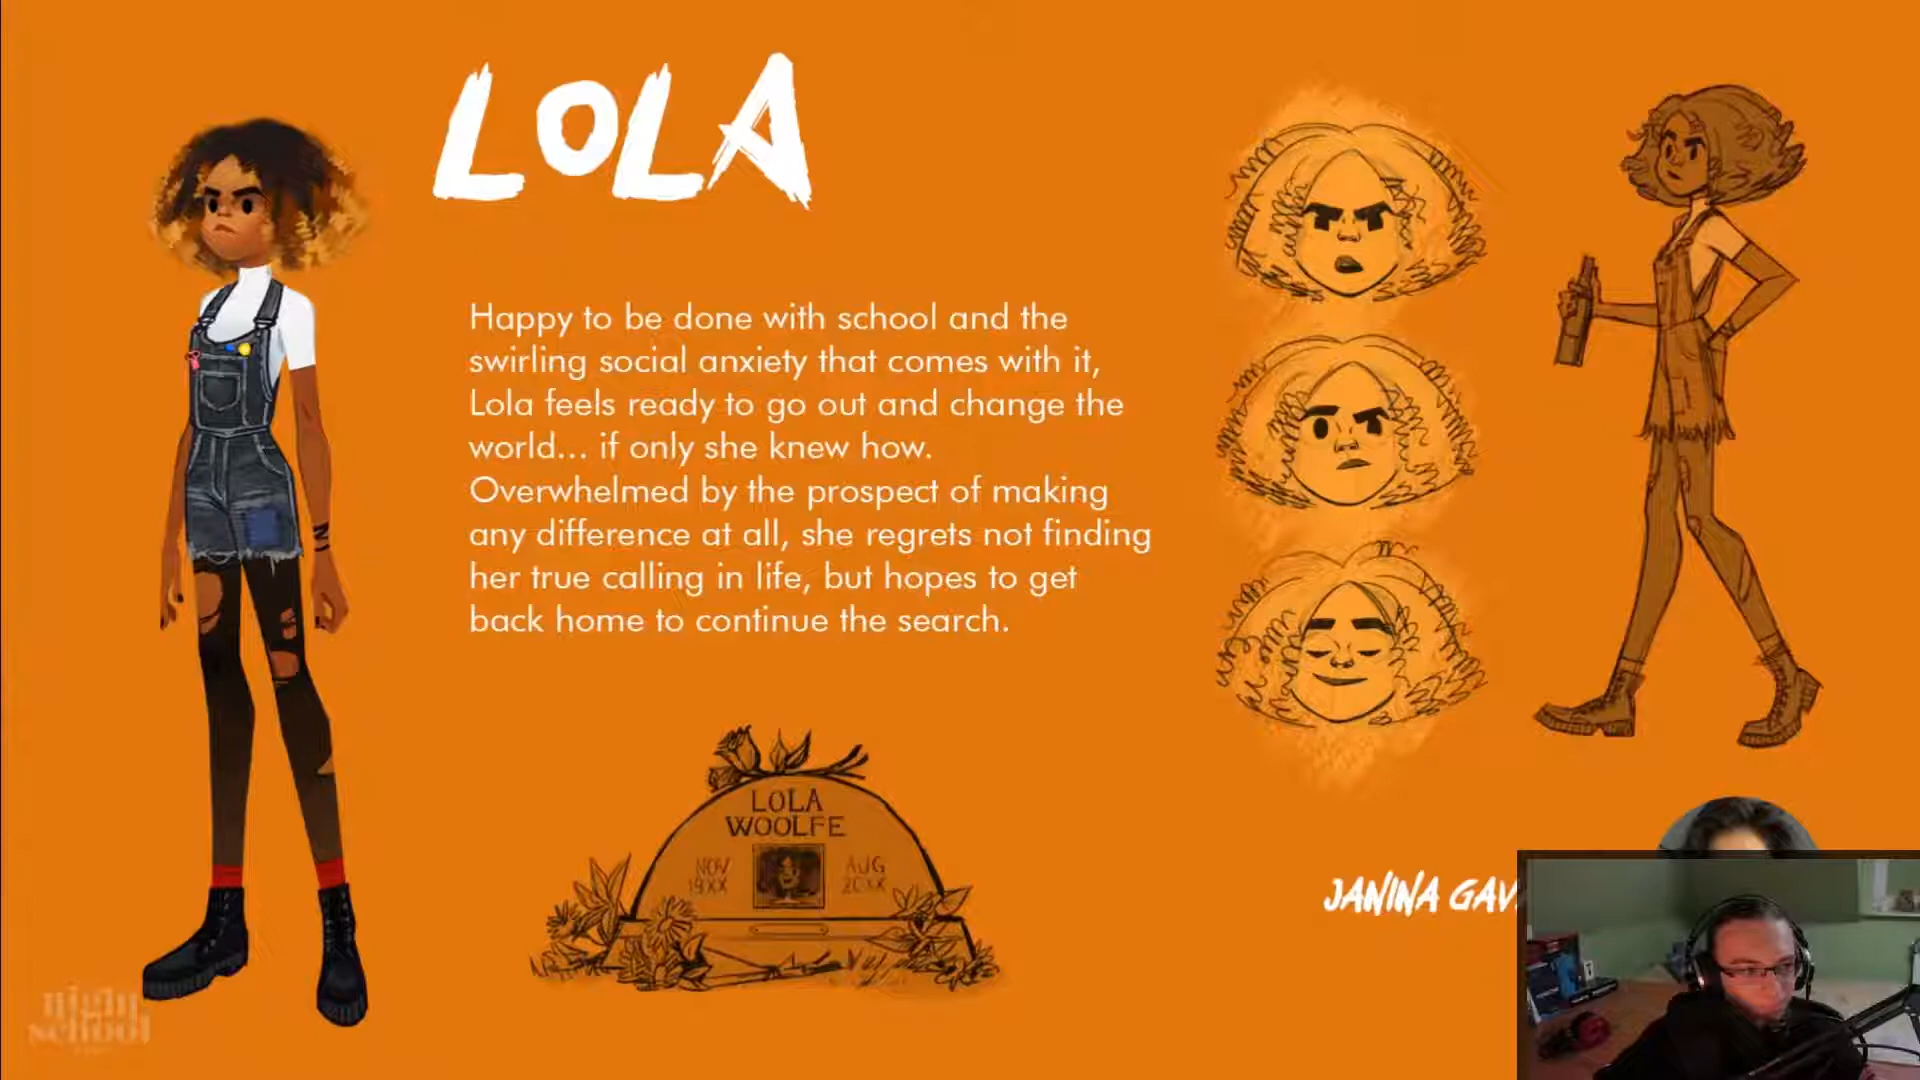 LOLA
Happy to be done with school and the
swirling social anxiety that comes with it,
Lola feels ready to go out and change the
world... if only she knew how.
Overwhelmed by the prospect of making
any difference at all, she regrets not finding
her true calling in life, but hopes to get
back home to continue the search.
LOLA
WOOLFE
NOV
19XX
AUG
20XX
JANINA
night
school